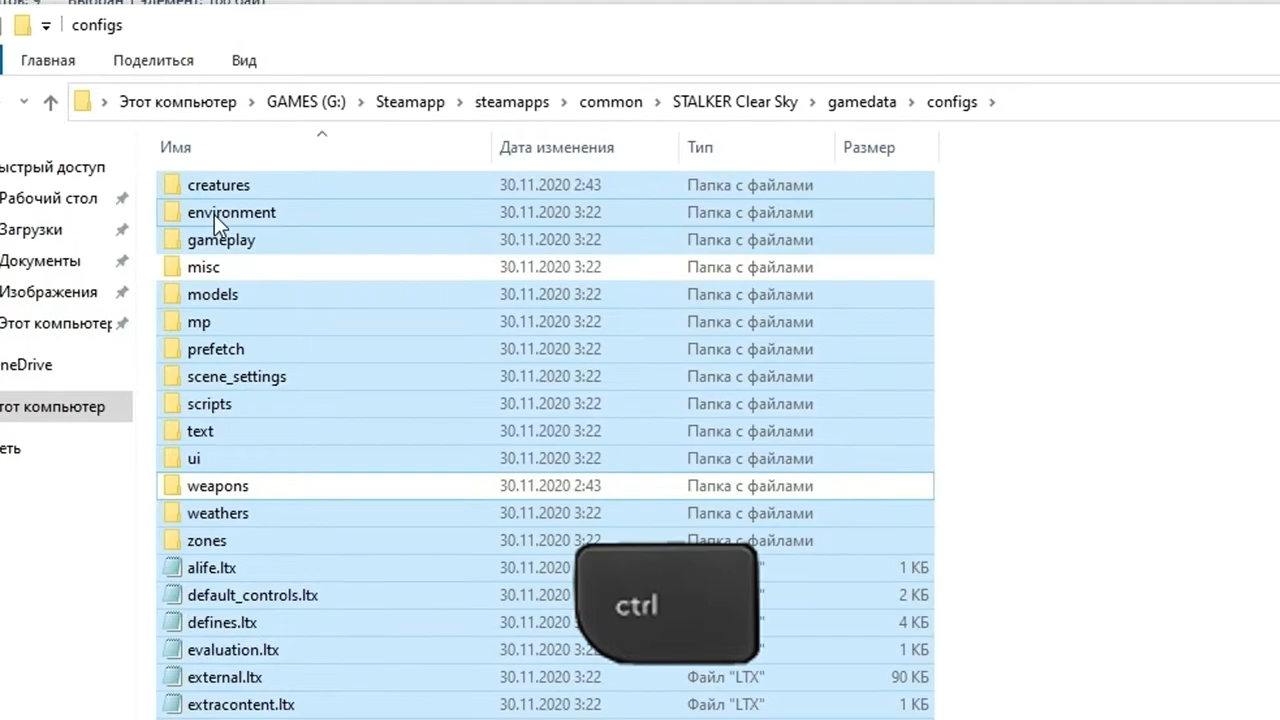 configs
Главная Поделиться Вид
Этот компьютер GAMES (G:) Steamapp steamapps common STALKER Clear Sky gamedata configs
Имя Дата изменения Тип Размер
ыстрый доступ
Рабочий стол
Загрузки
Документы
Изображения
Этот компьютер
neDrive
тот компьютер
еть
creatures 30.11.2020 2:43 Папка с файлами
environment 30.11.2020 3:22 Папка с файлами
gameplay 30.11.2020 3:22 Папка с файлами
misc 30.11.2020 3:22 Папка с файлами
models 30.11.2020 3:22 Папка с файлами
mp 30.11.2020 3:22 Папка с файлами
prefetch 30.11.2020 3:22 Папка с файлами
scene_settings 30.11.2020 3:22 Папка с файлами
scripts 30.11.2020 3:22 Папка с файлами
text 30.11.2020 3:22 Папка с файлами
ui 30.11.2020 3:22 Папка с файлами
weapons 30.11.2020 2:43 Папка с файлами
weathers 30.11.2020 3:22 Папка с файлами
zones 30.11.2020 3:22 Папка с файлами
alife.ltx 30.11.2020 1 КБ
default_controls.ltx 30.11.2020 2 КБ
defines.ltx 30.11.2020 4 КБ
evaluation.ltx 30.11.2020 1 КБ
external.ltx 30.11.2020 3:22 Файл "LTX" 90 КБ
extracontent.ltx 30.11.2020 3:22 Файл "LTX" 1 КБ
ctrl